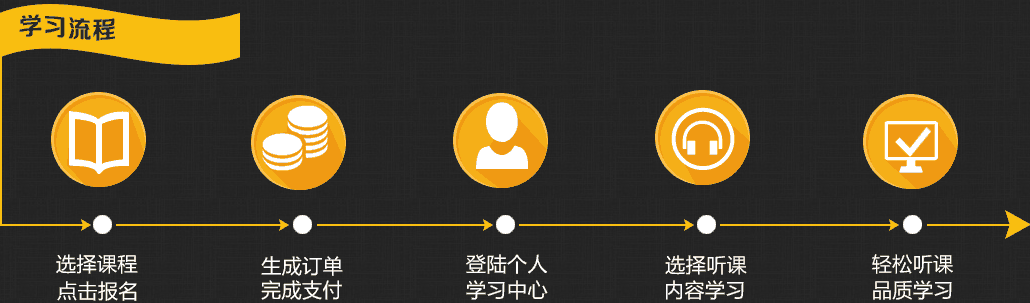 学习流程
选择课程
点击报名
生成订单
完成支付
登陆个人
学习中心
选择听课
内容学习
轻松听课
品质学习